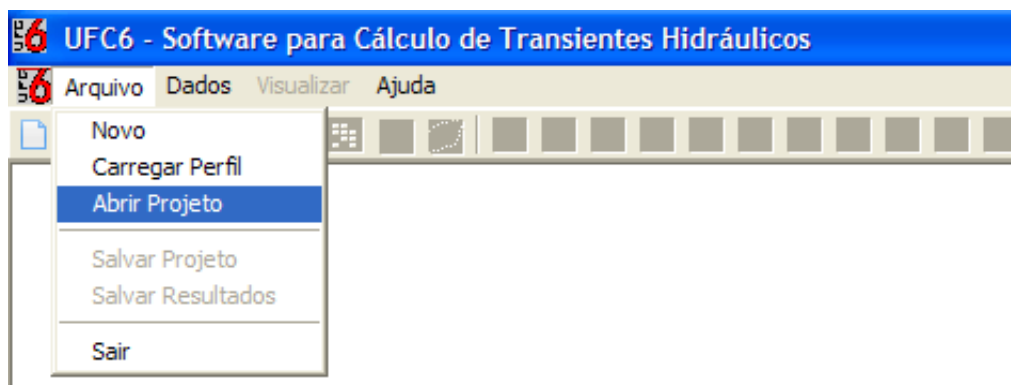 UFC6 - Software para Cálculo de Transientes Hidráulicos
Arquivo Dados Visualizar Ajuda
Novo
Carregar Perfil
Abrir Projeto
Salvar Projeto
Salvar Resultados
Sair